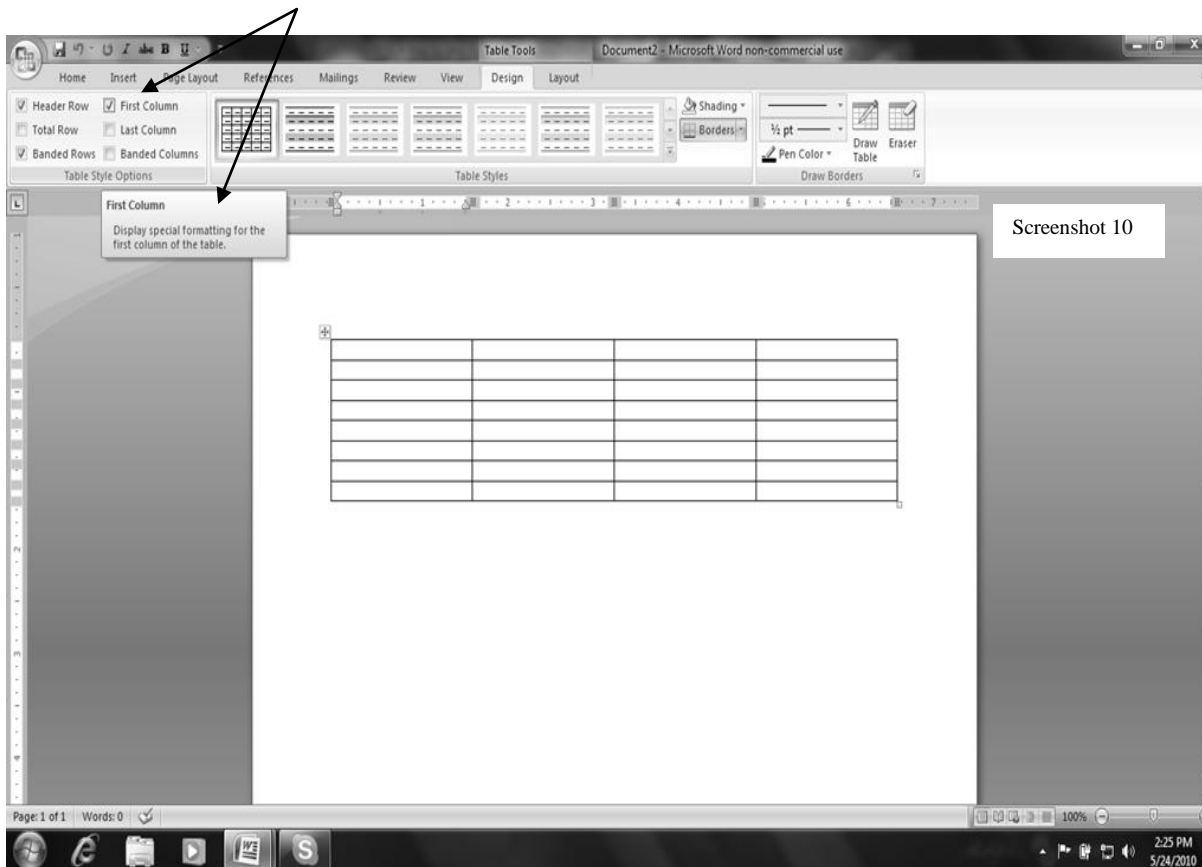 Table Tools
Document2 - Microsoft Word non-commercial use
Home Insert Page Layout References Mailings Review View Design Layout
Header Row First Column
Total Row Last Column
Banded Rows Banded Columns
Table Style Options
Shading
Borders
Table Styles
½ pt
Pen Color
Draw Table
Eraser
Draw Borders
First Column
Display special formatting for the
first column of the table.
Screenshot 10
Page: 1 of 1 Words: 0
100%
2:25 PM
5/24/2010